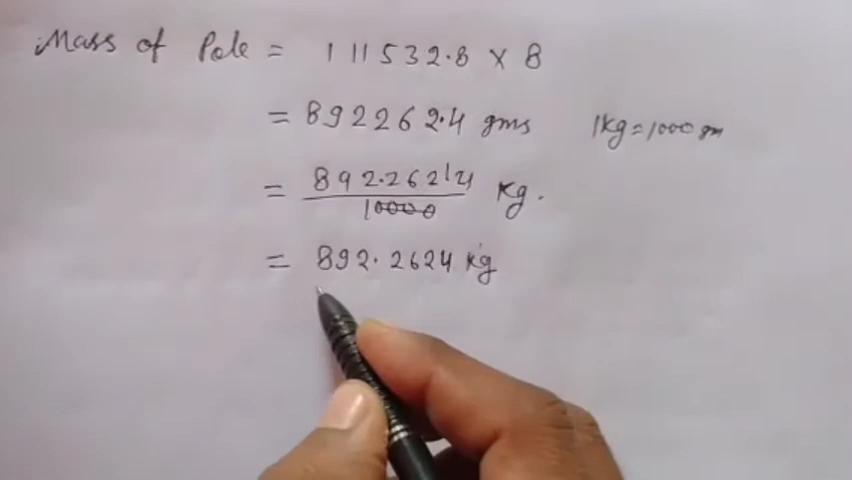 Mass of Pole = 111532.8 × 8
= 892262.4 gms 1kg = 1000 gm
= 892.262|4 / 10000 Kg.
= 892.2624 kg